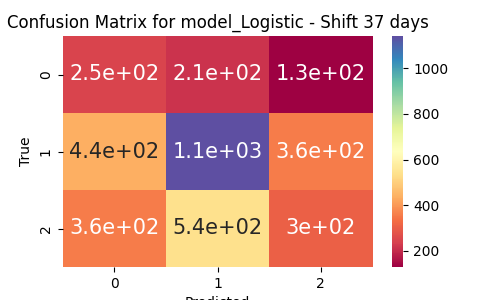 Confusion Matrix for model_Logistic - Shift 37 days
0 2.5e+02 2.1e+02 1.3e+02
1 4.4e+02 1.1e+03 3.6e+02
2 3.6e+02 5.4e+02 3e+02
0 1 2
Predicted
True
1000
800
600
400
200